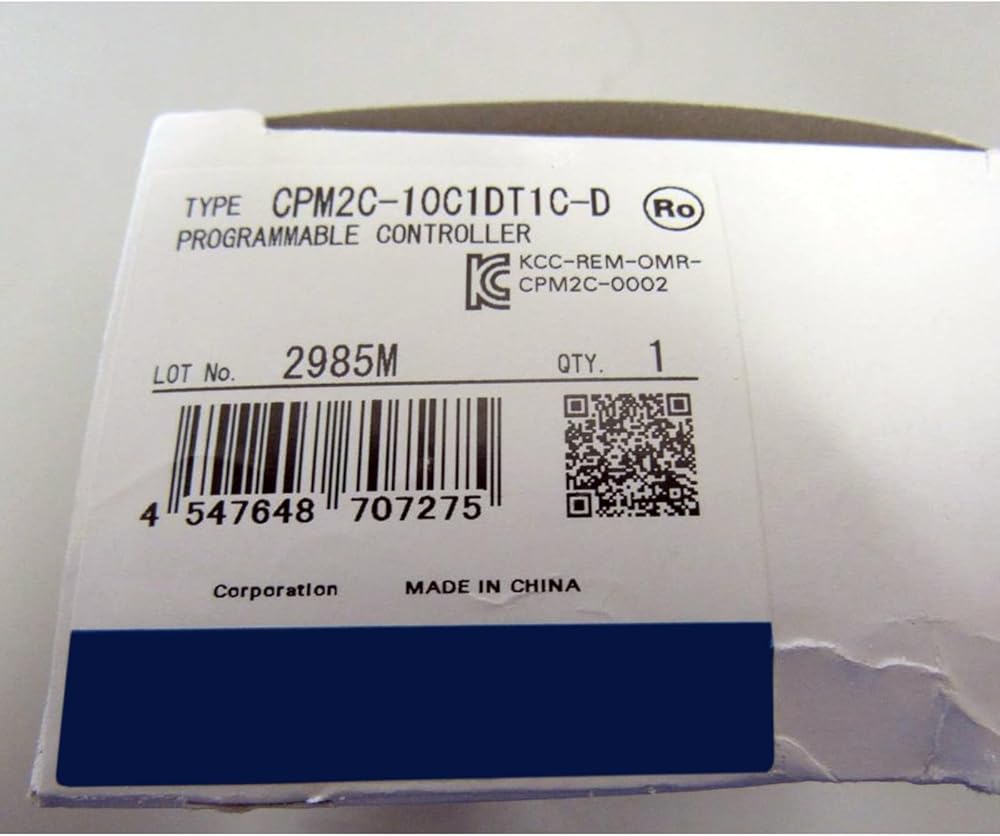 TYPE CPM2C-10C1DT1C-D Ro
PROGRAMMABLE CONTROLLER
KCC-REM-OMR-
CPM2C-0002
LOT No. 2985M QTY. 1
4 547648 707275
Corporation MADE IN CHINA